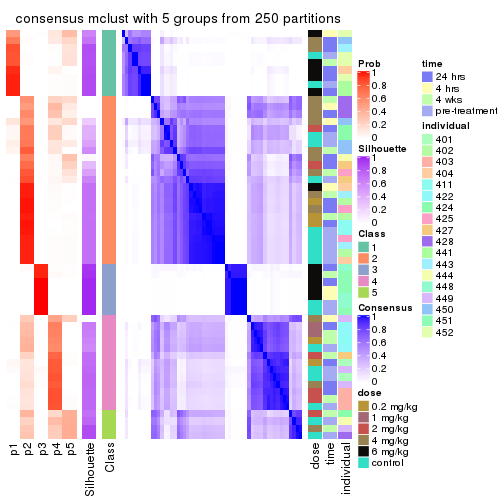 consensus mclust with 5 groups from 250 partitions
p1
p2
p3
p4
p5
Silhouette
Class
dose
time
individual
Prob
1
0.8
0.6
0.4
0.2
0
Silhouette
1
0.8
0.6
0.4
0.2
0
Class
1
2
3
4
5
Consensus
1
0.8
0.6
0.4
0.2
0
dose
0.2 mg/kg
1 mg/kg
2 mg/kg
4 mg/kg
6 mg/kg
control
time
24 hrs
4 hrs
4 wks
pre-treatment
individual
401
402
403
404
411
422
424
425
427
428
441
443
444
448
449
450
451
452